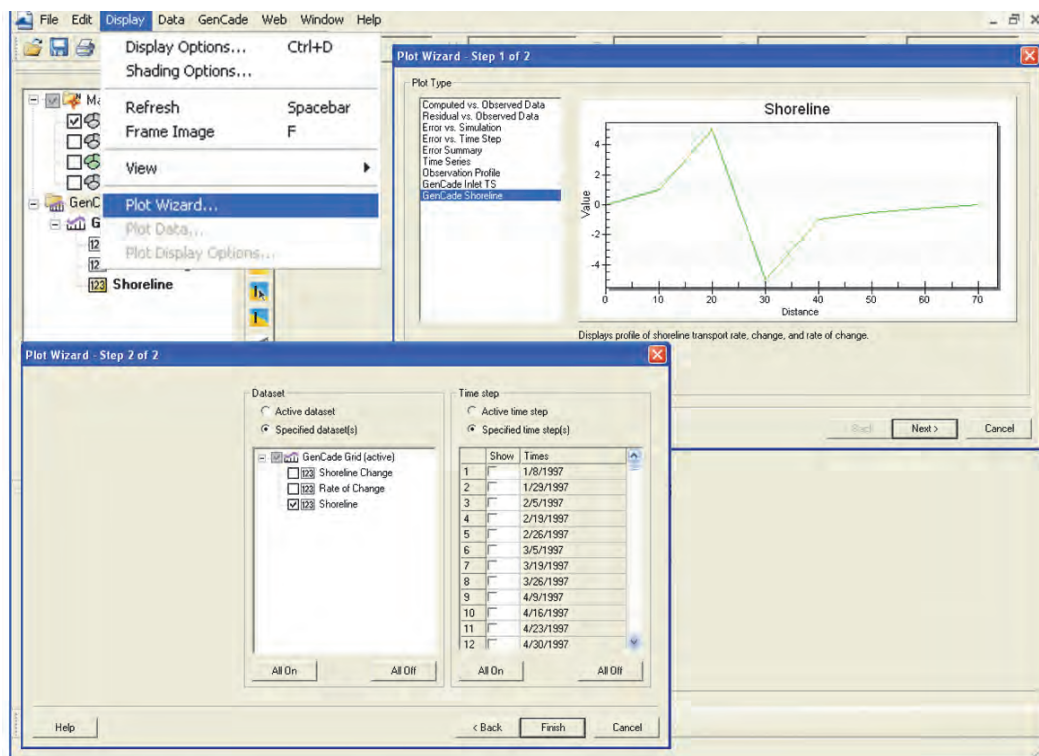 File Edit Display Data GenCade Web Window Help
Display Options... Ctrl+D
Shading Options...
Refresh Spacebar
Frame Image F
View
Plot Wizard...
Plot Data...
Plot Display Options...
GenC
G
123 Shoreline
Plot Wizard - Step 1 of 2
Plot Type
Computed vs. Observed Data
Residual vs. Observed Data
Error vs. Simulation
Error vs. Time Step
Error Summary
Time Series
Observation Profile
GenCade Inlet TS
GenCade Shoreline
Shoreline
Value
4
2
0
-2
-4
0 10 20 30 40 50 60 70
Distance
Displays profile of shoreline transport rate, change, and rate of change.
< Back Next > Cancel
Plot Wizard - Step 2 of 2
Dataset
Active dataset
Specified dataset(s)
GenCade Grid (active)
123 Shoreline Change
123 Rate of Change
123 Shoreline
All On All Off
Time step
Active time step
Specified time step(s)
Show Times
1 1/8/1997
2 1/29/1997
3 2/5/1997
4 2/19/1997
5 2/26/1997
6 3/5/1997
7 3/19/1997
8 3/26/1997
9 4/9/1997
10 4/16/1997
11 4/23/1997
12 4/30/1997
All On All Off
Help < Back Finish Cancel